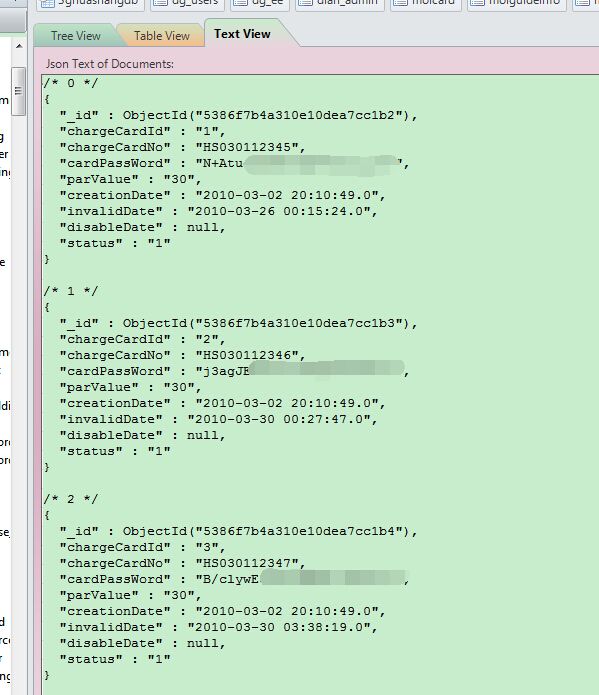 dg_users
dg_ee
dian_admin
molcard
Tree View
Table View
Text View
Json Text of Documents:
/* 0 */
{
"_id" : ObjectId("5386f7b4a310e10dea7cc1b2"),
"chargeCardId" : "1",
"chargeCardNo" : "HS030112345",
"cardPassWord" : "N+Atu
"parValue" : "30",
"creationDate" : "2010-03-02 20:10:49.0",
"invalidDate" : "2010-03-26 00:15:24.0",
"disableDate" : null,
"status" : "1"
}
/* 1 */
{
"_id" : ObjectId("5386f7b4a310e10dea7cc1b3"),
"chargeCardId" : "2",
"chargeCardNo" : "HS030112346",
"cardPassWord" : "j3agJE
"parValue" : "30",
"creationDate" : "2010-03-02 20:10:49.0",
"invalidDate" : "2010-03-30 00:27:47.0",
"disableDate" : null,
"status" : "1"
}
/* 2 */
{
"_id" : ObjectId("5386f7b4a310e10dea7cc1b4"),
"chargeCardId" : "3",
"chargeCardNo" : "HS030112347",
"cardPassWord" : "B/clywE
"parValue" : "30",
"creationDate" : "2010-03-02 20:10:49.0",
"invalidDate" : "2010-03-30 03:38:19.0",
"disableDate" : null,
"status" : "1"
}